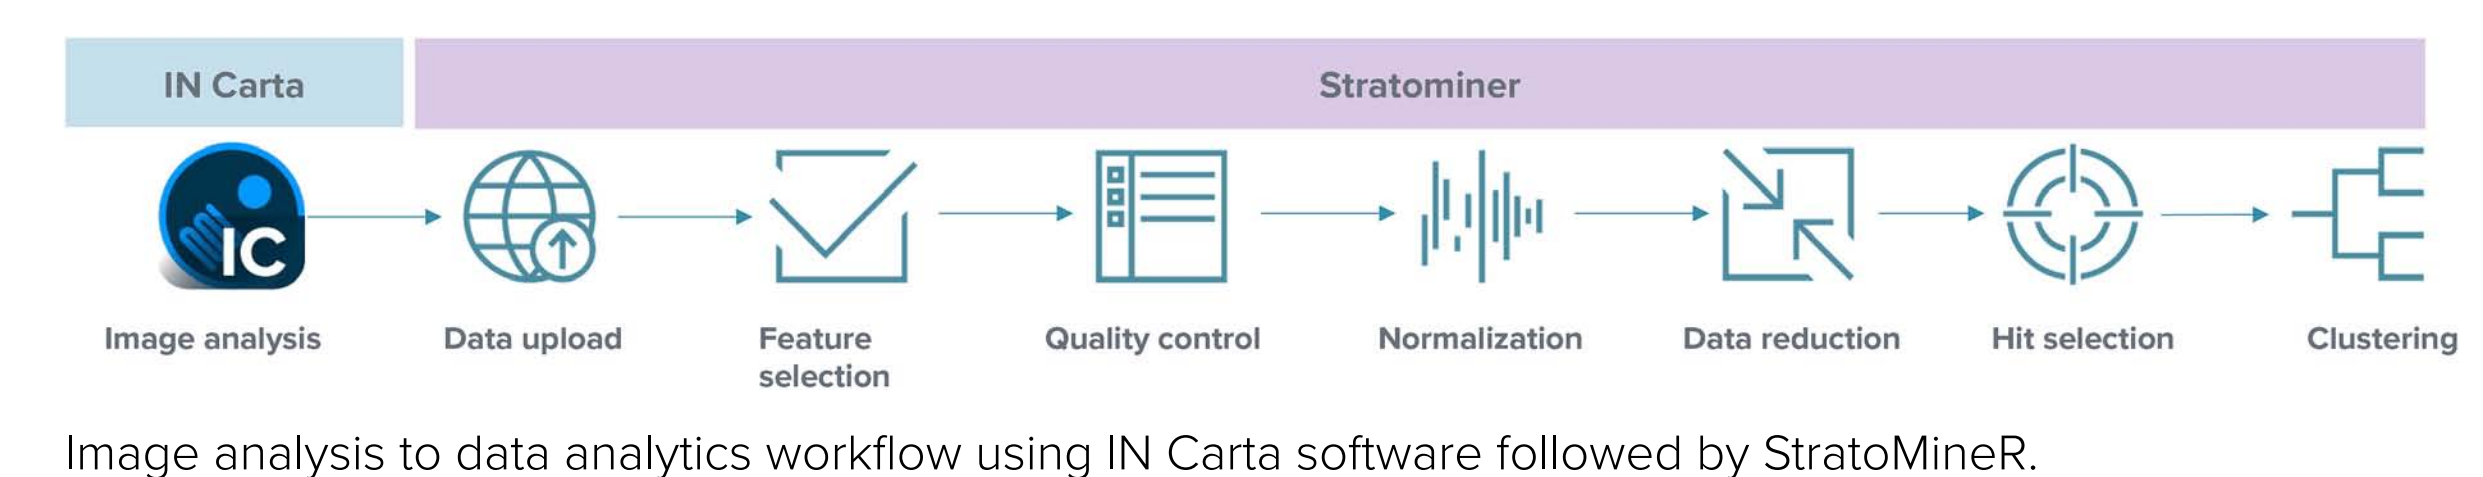 IN Carta
Stratominer
IC
Image analysis
Data upload
Feature
selection
Quality control
Normalization
Data reduction
Hit selection
Clustering
Image analysis to data analytics workflow using IN Carta software followed by StratoMineR.